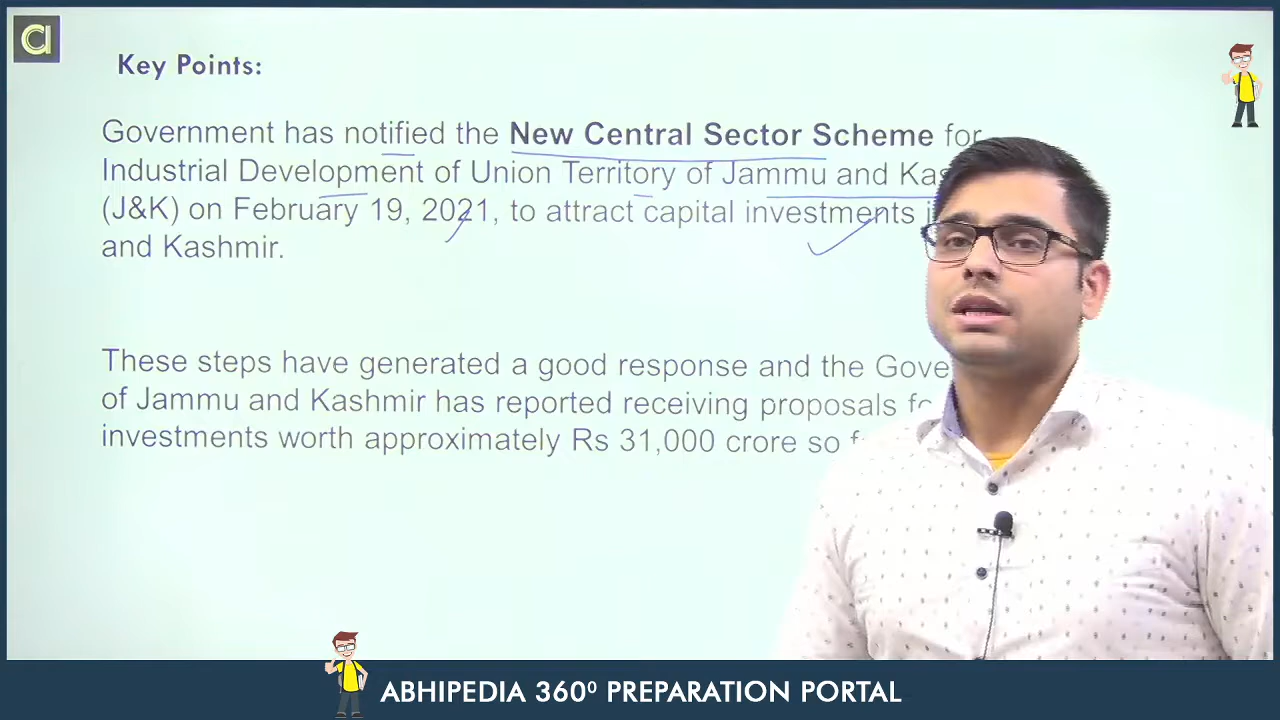 a
Key Points:
Government has notified the New Central Sector Scheme for
Industrial Development of Union Territory of Jammu and
(J&K) on February 19, 2021, to attract capital investments
and Kashmir.
These steps have generated a good response and the
of Jammu and Kashmir has reported receiving proposals
investments worth approximately Rs 31,000 crore so
ABHIPEDIA 360⁰ PREPARATION PORTAL